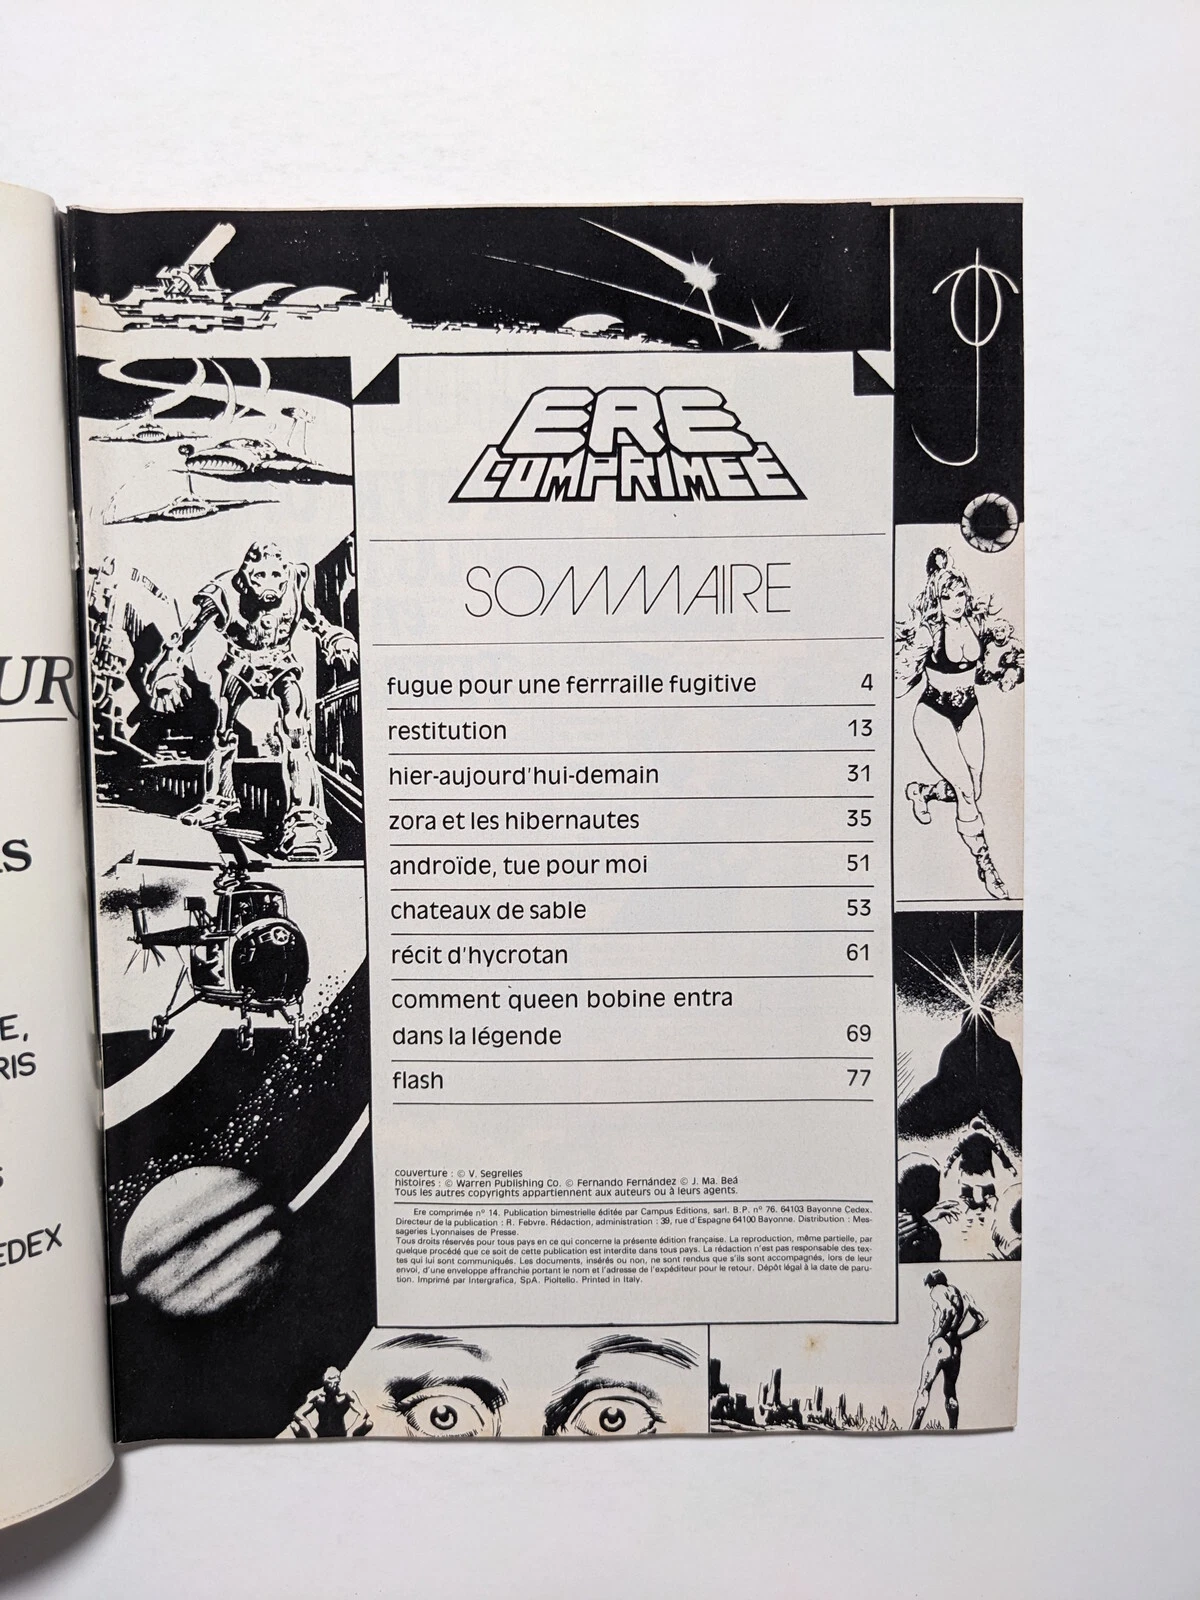 UR
S
E,
RIS
S
EDEX
ERE
COMPRIMEE
SOMMAIRE
fugue pour une ferrraille fugitive 4
restitution 13
hier-aujourd'hui-demain 31
zora et les hibernautes 35
androïde, tue pour moi 51
chateaux de sable 53
récit d'hycrotan 61
comment queen bobine entra
dans la légende 69
flash 77
couverture : © V. Segrelles
histoires : © Warren Publishing Co. © Fernando Fernández © J. Ma. Beá
Tous les autres copyrights appartiennent aux auteurs ou à leurs agents.
Ere comprimée nº 14. Publication bimestrielle éditée par Campus Editions, sarl. B.P. nº 76. 64103 Bayonne Cedex.
Directeur de la publication : R. Febvre. Rédaction, administration : 39, rue d'Espagne 64100 Bayonne. Distribution : Mes-
sageries Lyonnaises de Presse.
Tous droits réservés pour tous pays en ce qui concerne la présente édition française. La reproduction, même partielle, par
quelque procédé que ce soit de cette publication est interdite dans tous pays. La rédaction n'est pas responsable des tex-
tes qui lui sont communiqués. Les documents, insérés ou non, ne sont rendus que s'ils sont accompagnés, lors de leur
envoi, d'une enveloppe affranchie portant le nom et l'adresse de l'expéditeur pour le retour. Dépôt légal à la date de paru-
tion. Imprimé par Intergrafica, SpA. Pioltello. Printed in Italy.